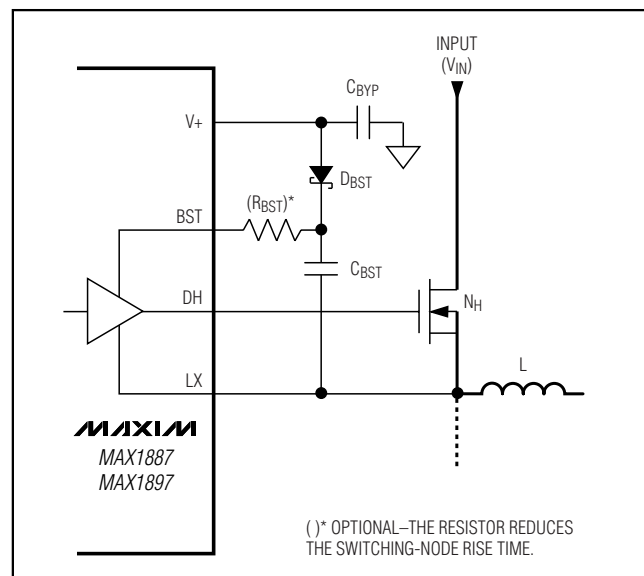 INPUT
(VIN)
CBYP
V+
DBST
(RBST)*
BST
CBST
DH
NH
L
LX
MAXIM
MAX1887
MAX1897
( )* OPTIONAL–THE RESISTOR REDUCES
THE SWITCHING-NODE RISE TIME.